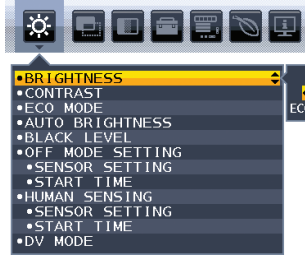 •BRIGHTNESS
•CONTRAST
•ECO MODE
•AUTO BRIGHTNESS
•BLACK LEVEL
•OFF MODE SETTING
•SENSOR SETTING
•START TIME
•HUMAN SENSING
•SENSOR SETTING
•START TIME
•DV MODE